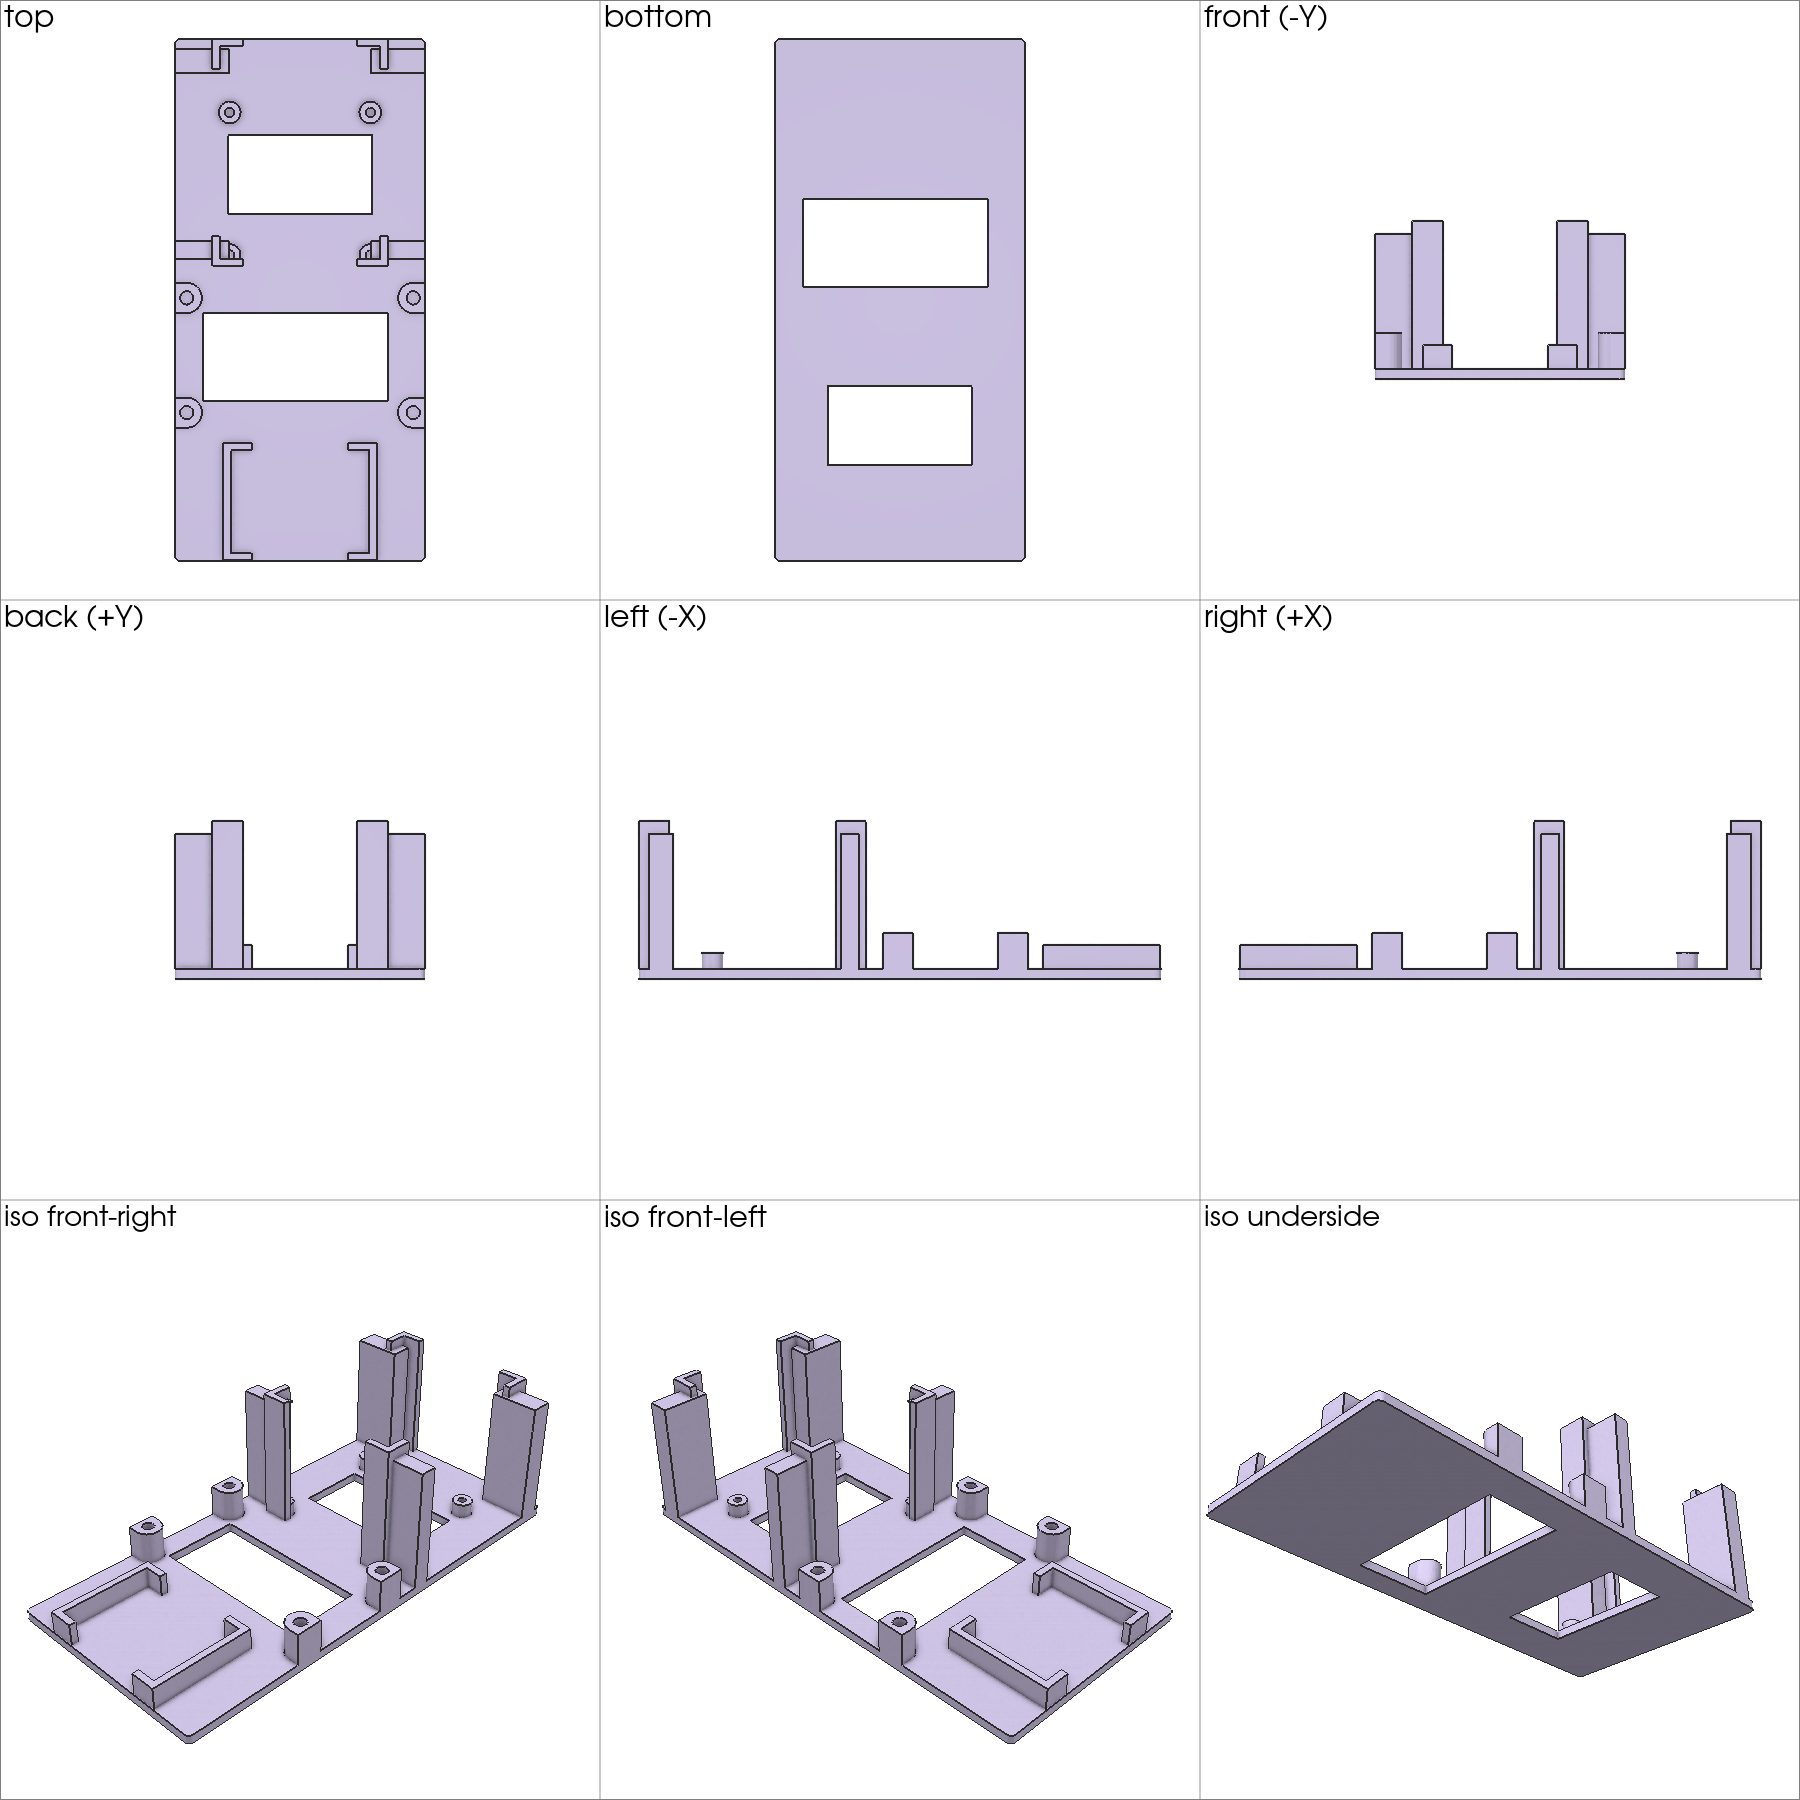 top
bottom
front (-Y)
back (+Y)
left (-X)
right (+X)
iso front-right
iso front-left
iso underside